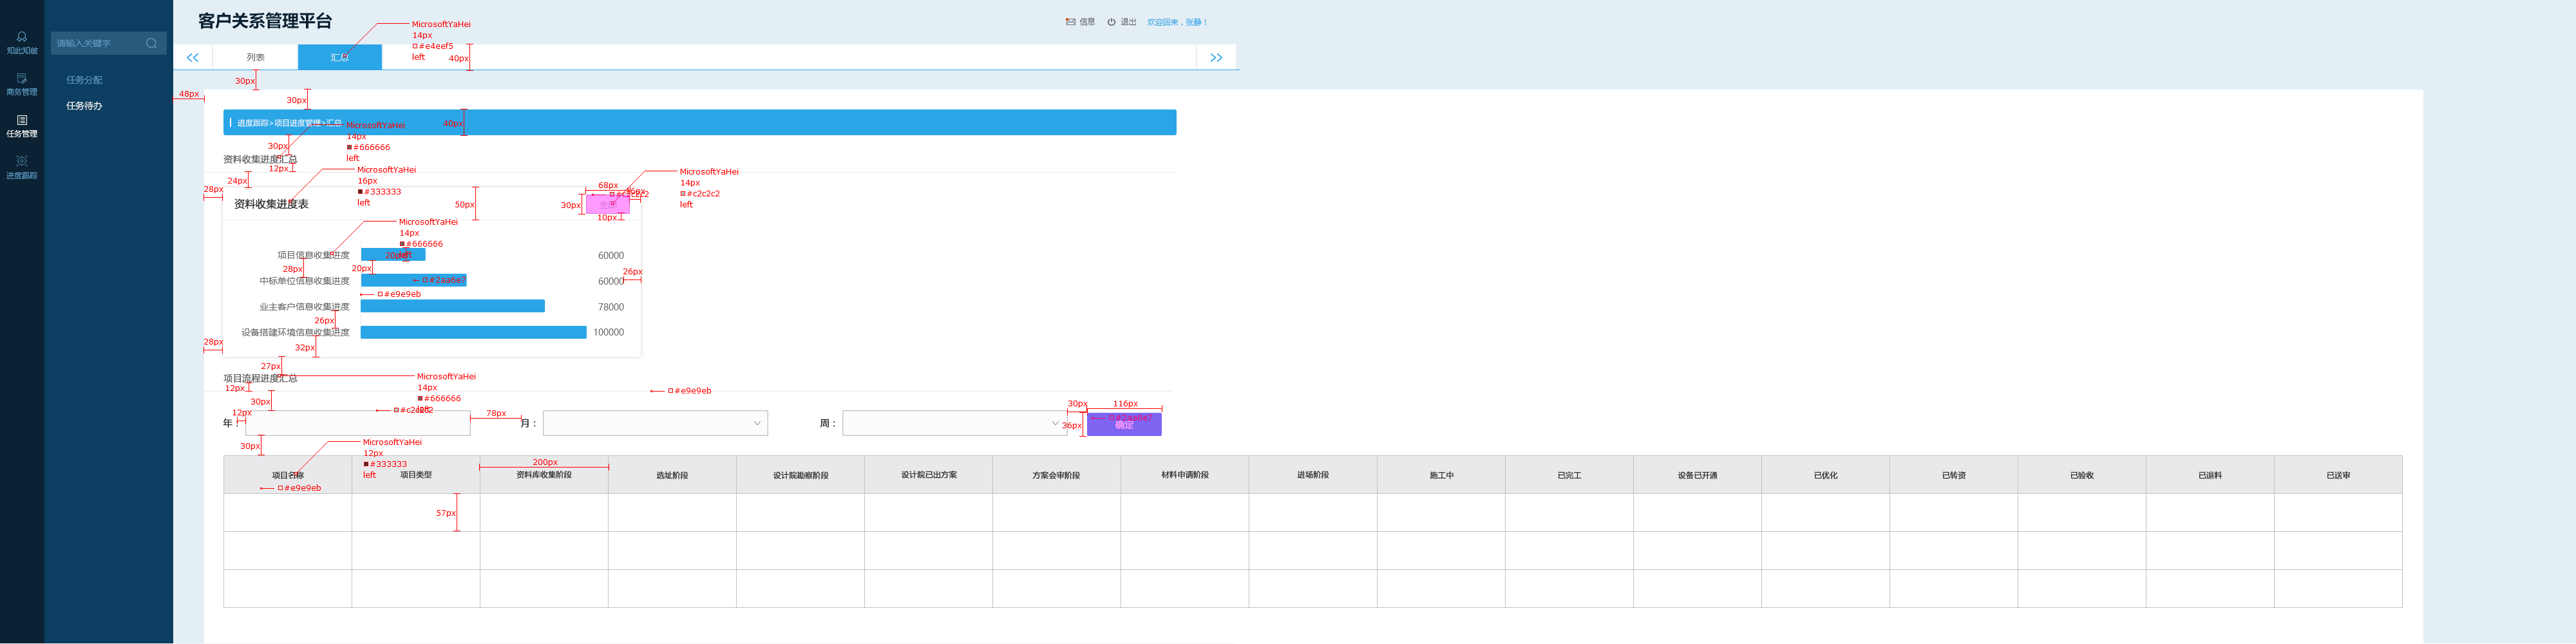 客户关系管理平台
信息
退出
欢迎回来，张静！
知此知彼
商务管理
任务管理
进度跟踪
请输入关键字
任务分配
任务待办
列表
汇总
MicrosoftYaHei
14px
#e4eef5
left
40px
30px
48px
30px
进度跟踪>项目进度管理>汇总
40px
MicrosoftYaHei
14px
#666666
left
30px
资料收集进度汇总
12px
24px
28px
MicrosoftYaHei
16px
#333333
left
50px
资料收集进度表
68px
#c2c2c2
30px
全部
10px
MicrosoftYaHei
14px
#c2c2c2
left
MicrosoftYaHei
14px
#666666
left
项目信息收集进度
20px
60000
28px
20px
26px
中标单位信息收集进度
#2aa6e7
60000
#e9e9eb
业主客户信息收集进度
78000
26px
设备搭建环境信息收集进度
100000
28px
32px
27px
项目流程进度汇总
12px
MicrosoftYaHei
14px
#666666
left
#e9e9eb
30px
12px
#c2c2c2
78px
30px
116px
#2aa6e7
36px
年：
月：
周：
确定
30px
MicrosoftYaHei
12px
#333333
left
200px
项目名称
项目类型
资料库收集阶段
选址阶段
设计院勘察阶段
设计院已出方案
方案会审阶段
材料申请阶段
进场阶段
施工中
已完工
设备已开通
已优化
已转资
已验收
已退料
已送审
#e9e9eb
57px